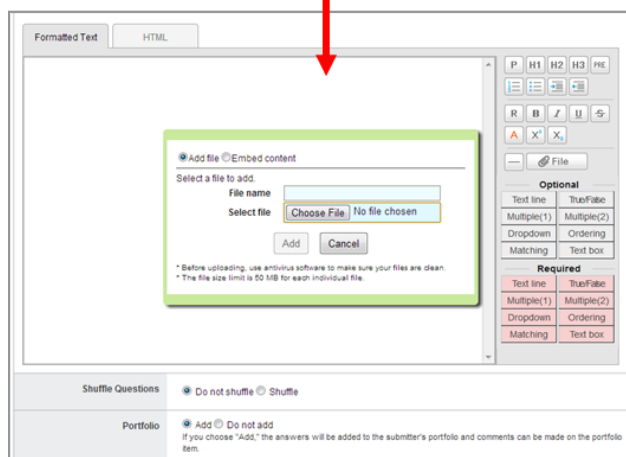 Formatted Text HTML
P H1 H2 H3 PRE
R B I U S
A X² X₂
— File
Add file Embed content
Select a file to add.
File name
Select file Choose File No file chosen
Add Cancel
* Before uploading, use antivirus software to make sure your files are clean.
* The file size limit is 50 MB for each individual file.
Optional
Text line True/False
Multiple(1) Multiple(2)
Dropdown Ordering
Matching Text box
Required
Text line True/False
Multiple(1) Multiple(2)
Dropdown Ordering
Matching Text box
Shuffle Questions Do not shuffle Shuffle
Portfolio Add Do not add
If you choose "Add," the answers will be added to the submitter's portfolio and comments can be made on the portfolio
item.